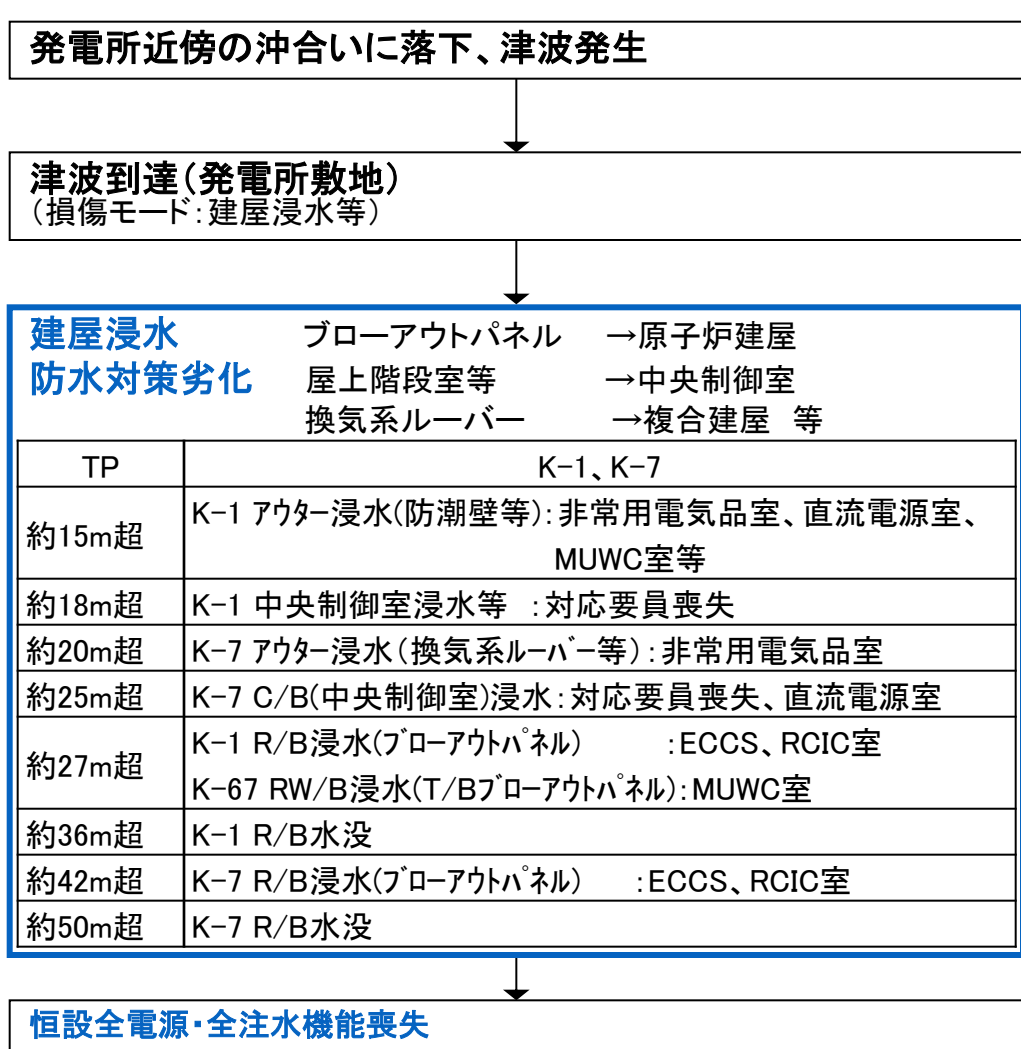 発電所近傍の沖合いに落下、津波発生
津波到達(発電所敷地)
(損傷モード:建屋浸水等)
建屋浸水 ブローアウトパネル →原子炉建屋
防水対策劣化 屋上階段室等 →中央制御室
換気系ルーバー →複合建屋 等
TP K-1、K-7
約15m超 K-1 アウター浸水(防潮壁等):非常用電気品室、直流電源室、
MUWC室等
約18m超 K-1 中央制御室浸水等 :対応要員喪失
約20m超 K-7 アウター浸水(換気系ルーバー等):非常用電気品室
約25m超 K-7 C/B(中央制御室)浸水:対応要員喪失、直流電源室
約27m超 K-1 R/B浸水(ブローアウトパネル) :ECCS、RCIC室
K-67 RW/B浸水(T/Bブローアウトパネル):MUWC室
約36m超 K-1 R/B水没
約42m超 K-7 R/B浸水(ブローアウトパネル) :ECCS、RCIC室
約50m超 K-7 R/B水没
恒設全電源・全注水機能喪失